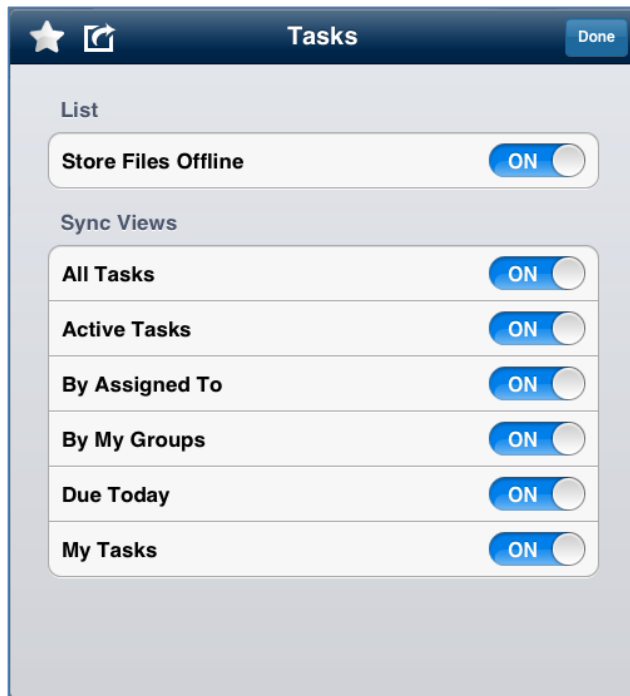 Tasks
Done
List
Store Files Offline ON
Sync Views
All Tasks ON
Active Tasks ON
By Assigned To ON
By My Groups ON
Due Today ON
My Tasks ON